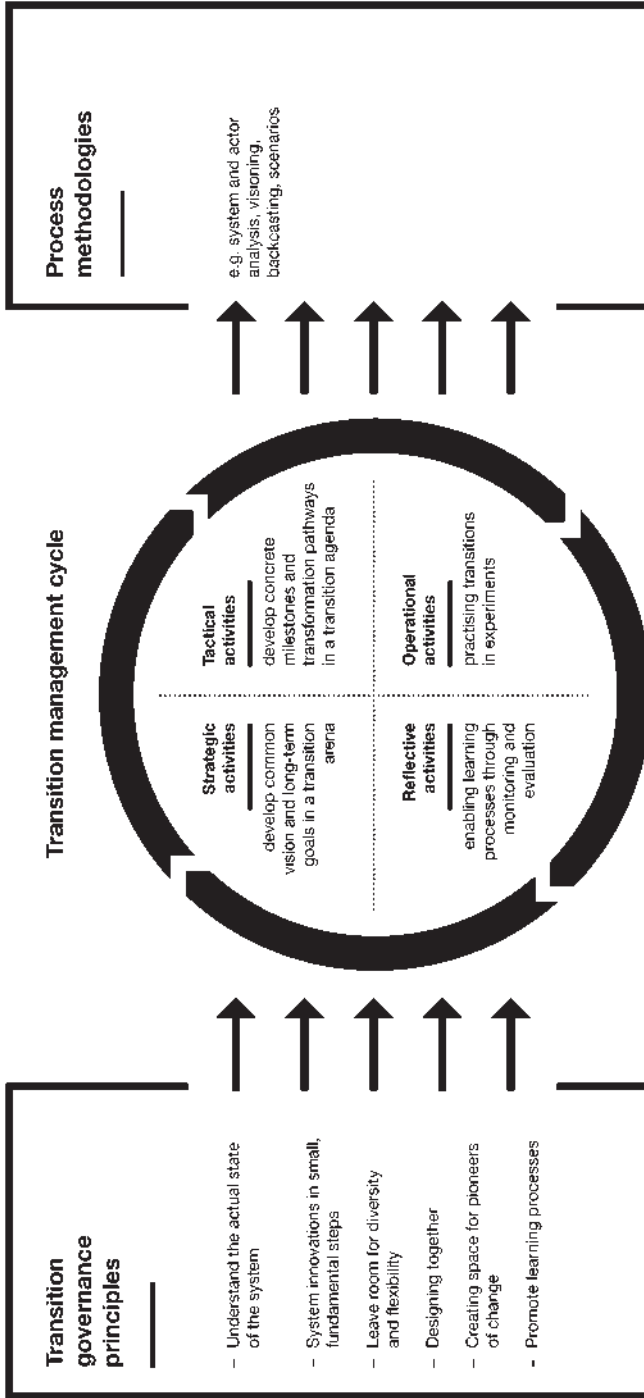 Transition
governance
principles
– Understand the actual state
of the system
– System innovations in small,
fundamental steps
– Leave room for diversity
and flexibility
– Designing together
– Creating space for pioneers
of change
- Promote learning processes
Transition management cycle
Strategic
activities
develop common
vision and long-term
goals in a transition
arena
Tactical
activities
develop concrete
milestones and
transformation pathways
in a transition agenda
Reflective
activities
enabling learning
processes through
monitoring and
evaluation
Operational
activities
practising transitions
in experiments
Process
methodologies
e.g. system and actor
analysis, visioning,
backcasting, scenarios